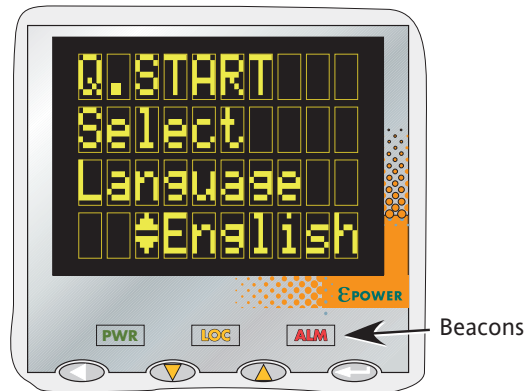 Q.START
Select
Language
English
EPOWER
PWR LOC ALM
Beacons